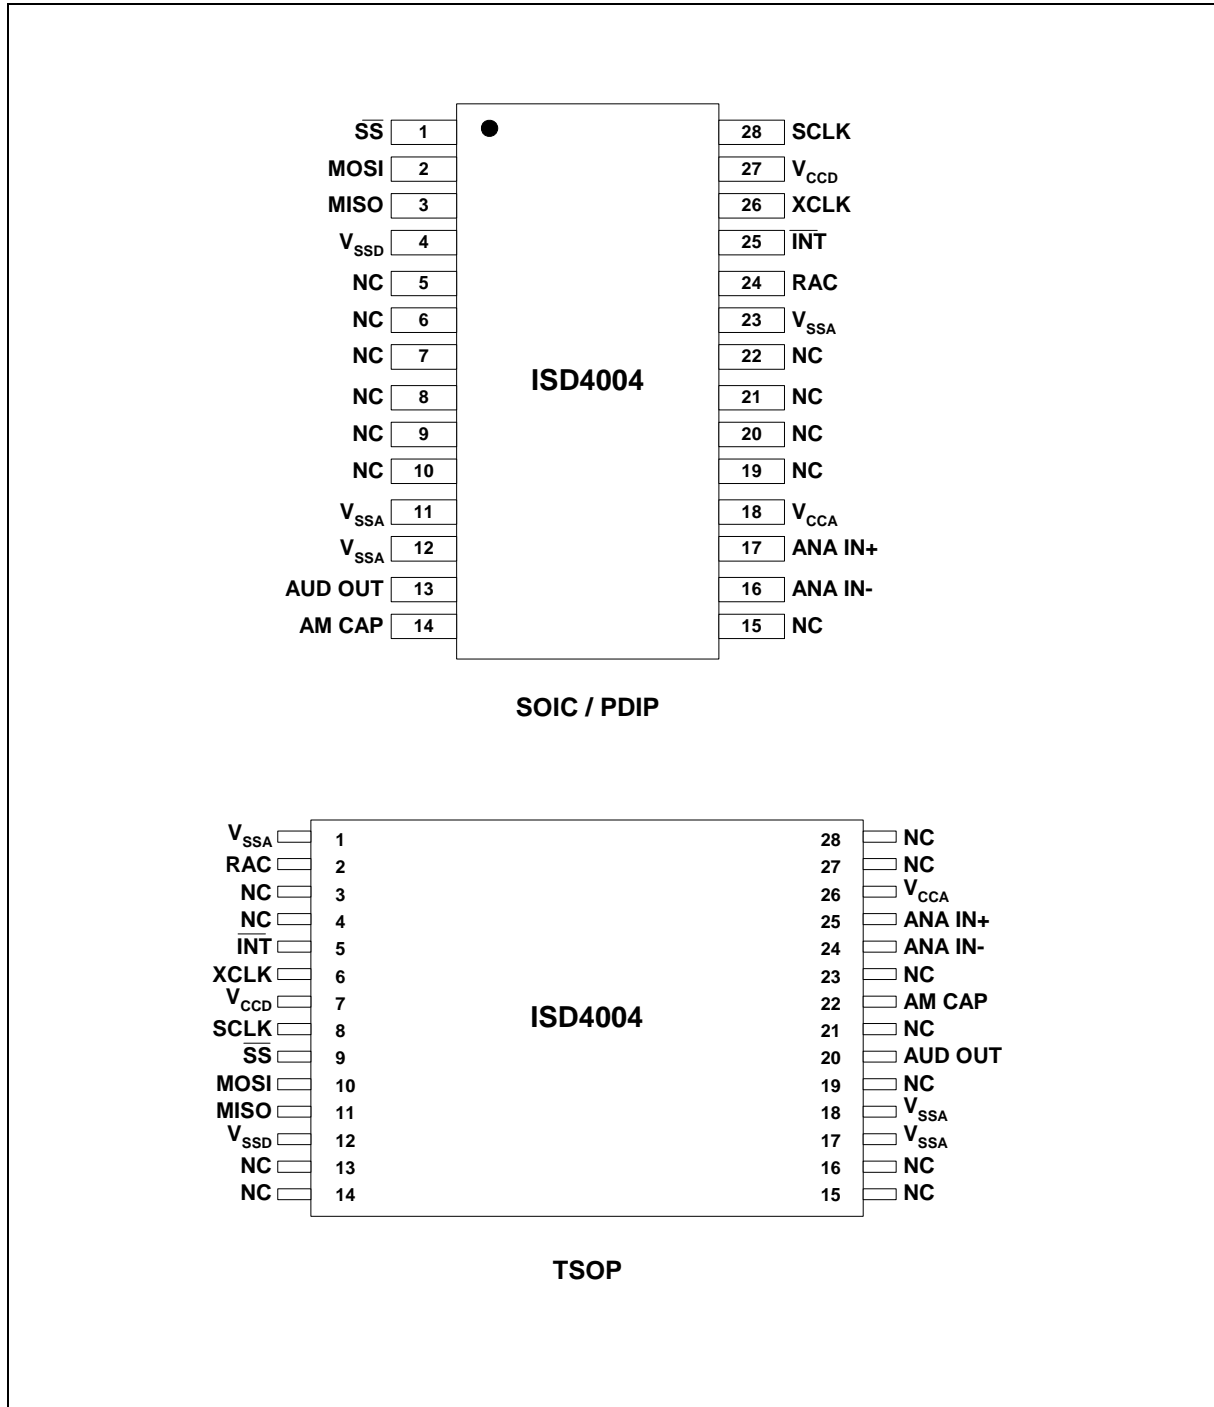 S̅S̅ 1 28 SCLK
MOSI 2 27 VCCD
MISO 3 26 XCLK
VSSD 4 25 I̅N̅T̅
NC 5 24 RAC
NC 6 23 VSSA
NC 7 22 NC
ISD4004
NC 8 21 NC
NC 9 20 NC
NC 10 19 NC
VSSA 11 18 VCCA
VSSA 12 17 ANA IN+
AUD OUT 13 16 ANA IN-
AM CAP 14 15 NC
SOIC / PDIP
VSSA 1 28 NC
RAC 2 27 NC
NC 3 26 VCCA
NC 4 25 ANA IN+
I̅N̅T̅ 5 24 ANA IN-
XCLK 6 23 NC
VCCD 7 22 AM CAP
ISD4004
SCLK 8 21 NC
S̅S̅ 9 20 AUD OUT
MOSI 10 19 NC
MISO 11 18 VSSA
VSSD 12 17 VSSA
NC 13 16 NC
NC 14 15 NC
TSOP